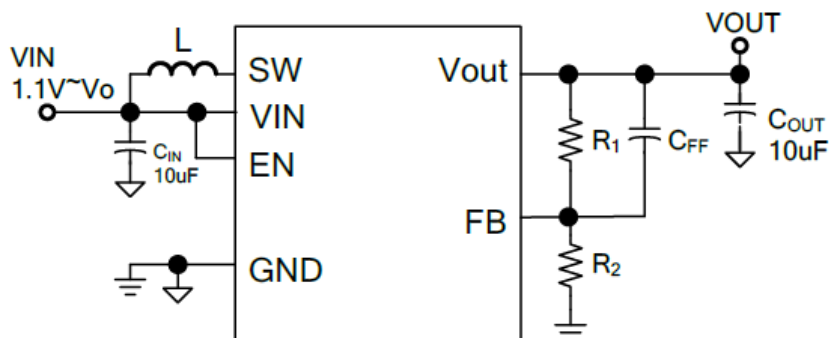 VOUT
L
VIN
1.1V~Vo
SW
Vout
VIN
CIN
10uF
EN
R1
CFF
COUT
10uF
FB
GND
R2